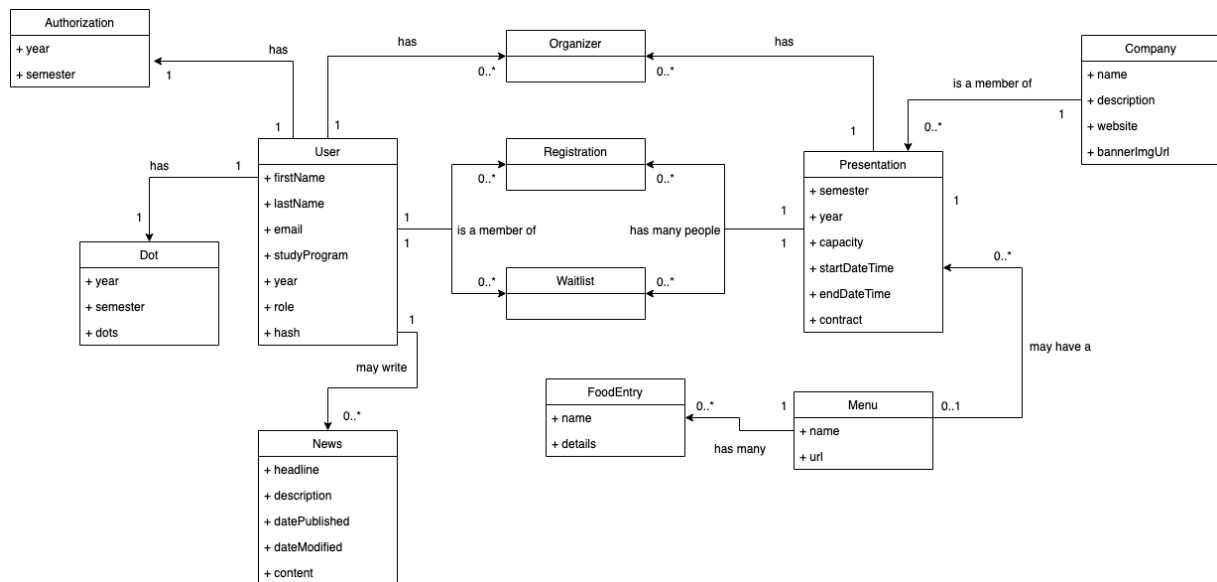 Authorization
+ year
+ semester
has
1
1
has
0..*
1
Organizer
0..*
has
1
Company
+ name
+ description
+ website
+ bannerImgUrl
is a member of
1
0..*
User
+ firstName
+ lastName
+ email
+ studyProgram
+ year
+ role
+ hash
has
1
1
Dot
+ year
+ semester
+ dots
1
1
is a member of
0..*
0..*
Registration
Waitlist
0..*
0..*
has many people
1
1
Presentation
+ semester
+ year
+ capacity
+ startDateTime
+ endDateTime
+ contract
1
0..*
may have a
0..1
1
may write
0..*
News
+ headline
+ description
+ datePublished
+ dateModified
+ content
FoodEntry
+ name
+ details
0..*
1
has many
Menu
+ name
+ url